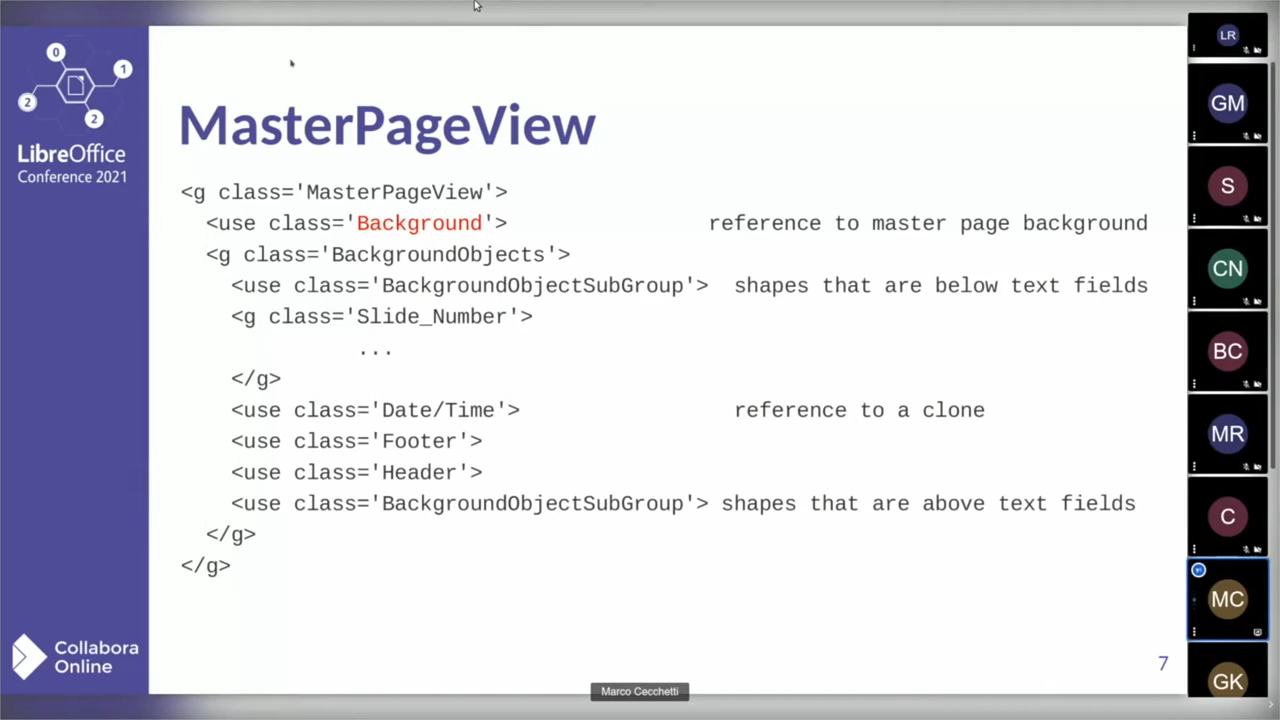 0
1
2
2
LibreOffice
Conference 2021
MasterPageView
<g class='MasterPageView'>
<use class='Background'> reference to master page background
<g class='BackgroundObjects'>
<use class='BackgroundObjectSubGroup'> shapes that are below text fields
<g class='Slide_Number'>
...
</g>
<use class='Date/Time'> reference to a clone
<use class='Footer'>
<use class='Header'>
<use class='BackgroundObjectSubGroup'> shapes that are above text fields
</g>
</g>
Collabora
Online
7
Marco Cecchetti
LR
GM
S
CN
BC
MR
C
MC
GK